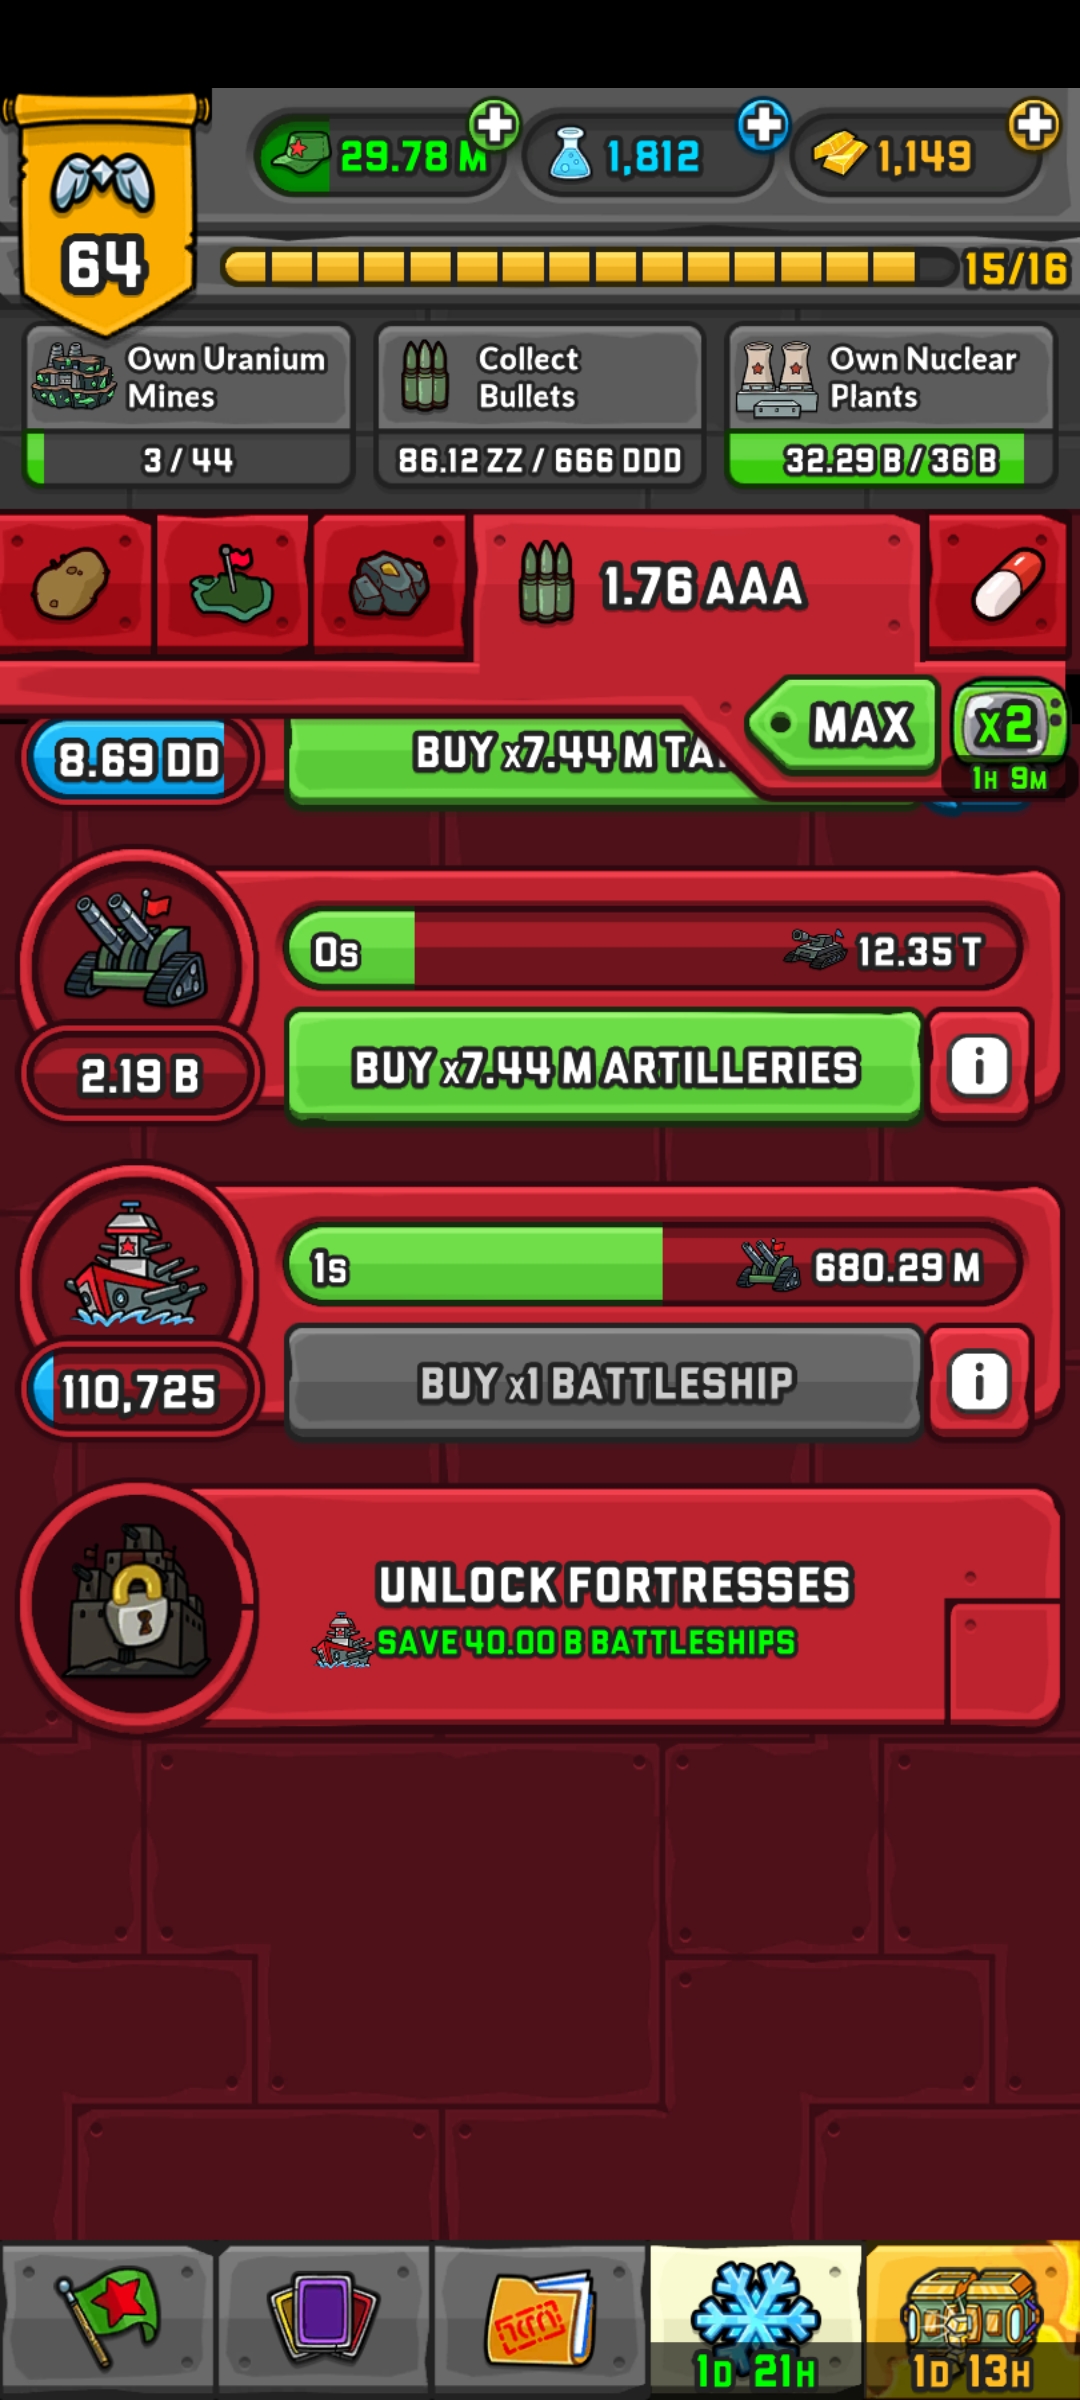 29.78 M
1,812
1,149
64
15/16
Own Uranium
Mines
3 / 44
Collect
Bullets
86.12 ZZ / 666 DDD
Own Nuclear
Plants
32.29 B / 36 B
1.76 AAA
MAX
x2
1H 9M
8.69 DD
BUY x7.44 M TA
0s
12.35 T
2.19 B
BUY x7.44 M ARTILLERIES
i
1s
680.29 M
110,725
BUY x1 BATTLESHIP
i
UNLOCK FORTRESSES
SAVE 40.00 B BATTLESHIPS
1D 21H
1D 13H